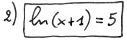 2) ln(x+1) = 5